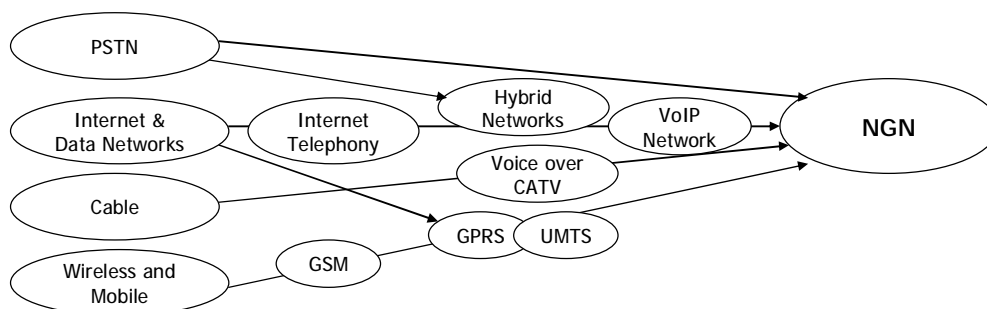 PSTN
Hybrid
Networks
Internet &
Data Networks
Internet
Telephony
VoIP
Network
NGN
Voice over
CATV
Cable
GPRS
UMTS
GSM
Wireless and
Mobile